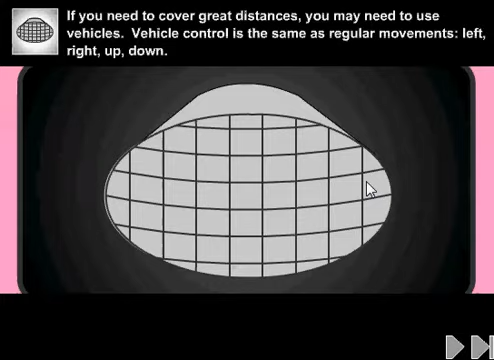 If you need to cover great distances, you may need to use
vehicles.  Vehicle control is the same as regular movements: left,
right, up, down.